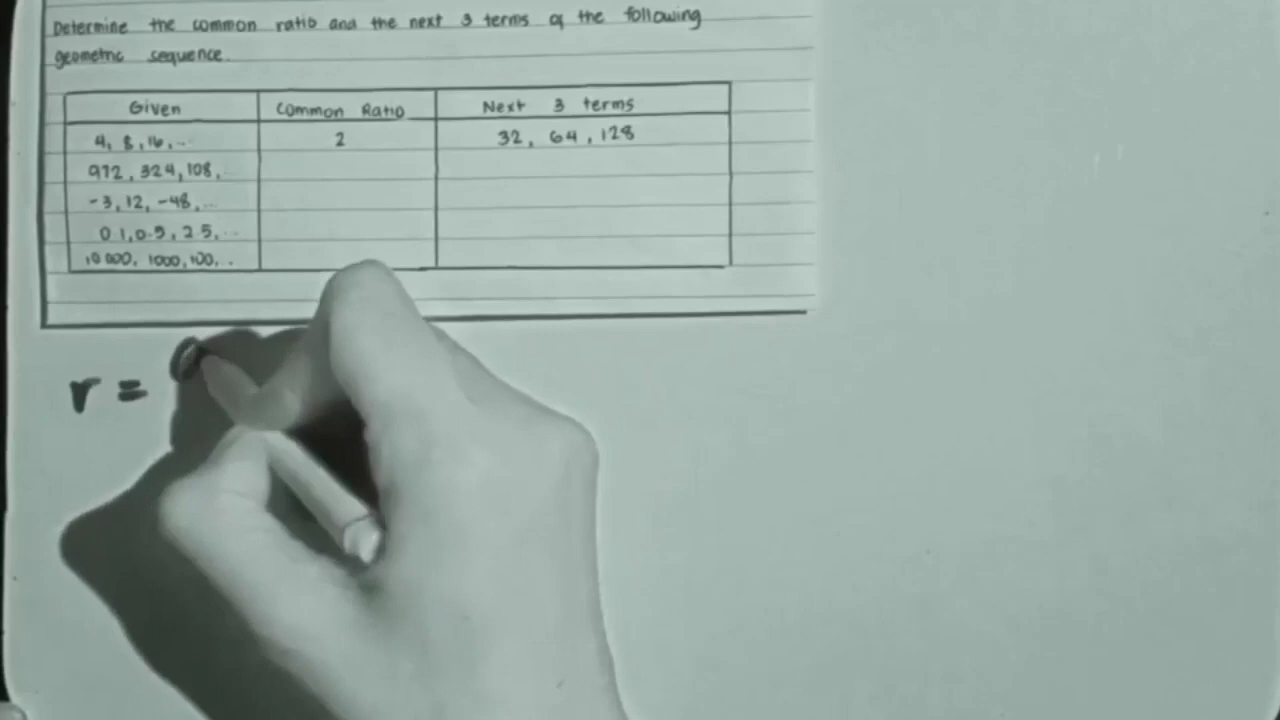 Determine the common ratio and the next 3 terms of the following
geometric sequence.
Given Common Ratio Next 3 terms
4, 8, 16, .. 2 32, 64, 128
972, 324, 108, ..
-3, 12, -48, ...
0.1, 0.5, 2.5, ..
10 000, 1000, 100, ..
r =